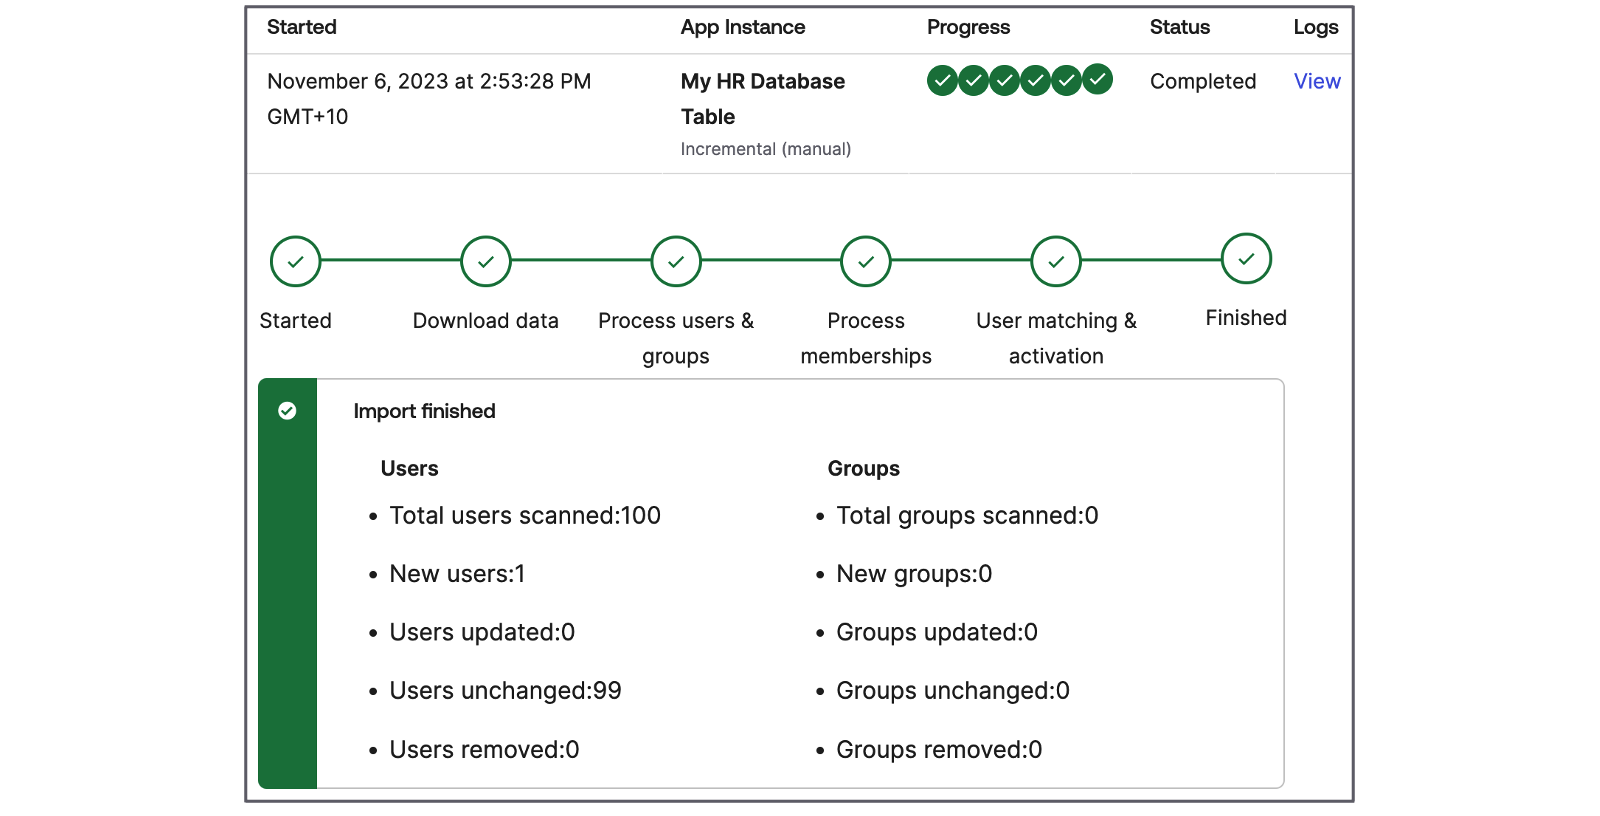 Started App Instance Progress Status Logs
November 6, 2023 at 2:53:28 PM My HR Database Completed View
GMT+10 Table
Incremental (manual)
Started Download data Process users & Process User matching & Finished
groups memberships activation
Import finished
Users Groups
• Total users scanned:100 • Total groups scanned:0
• New users:1 • New groups:0
• Users updated:0 • Groups updated:0
• Users unchanged:99 • Groups unchanged:0
• Users removed:0 • Groups removed:0